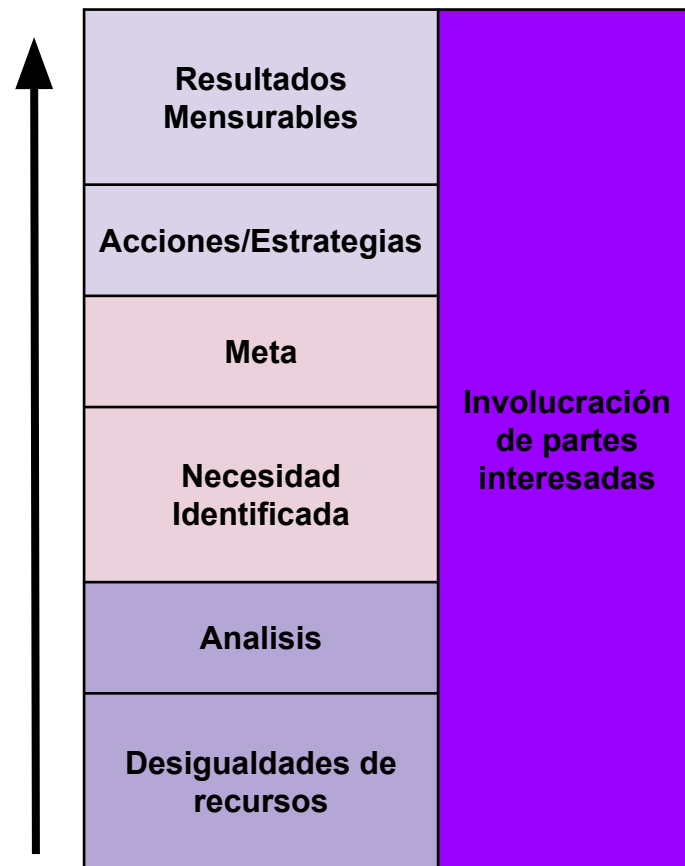 Resultados
Mensurables
Acciones/Estrategias
Meta
Necesidad
Identificada
Analisis
Desigualdades de
recursos
Involucración
de partes
interesadas